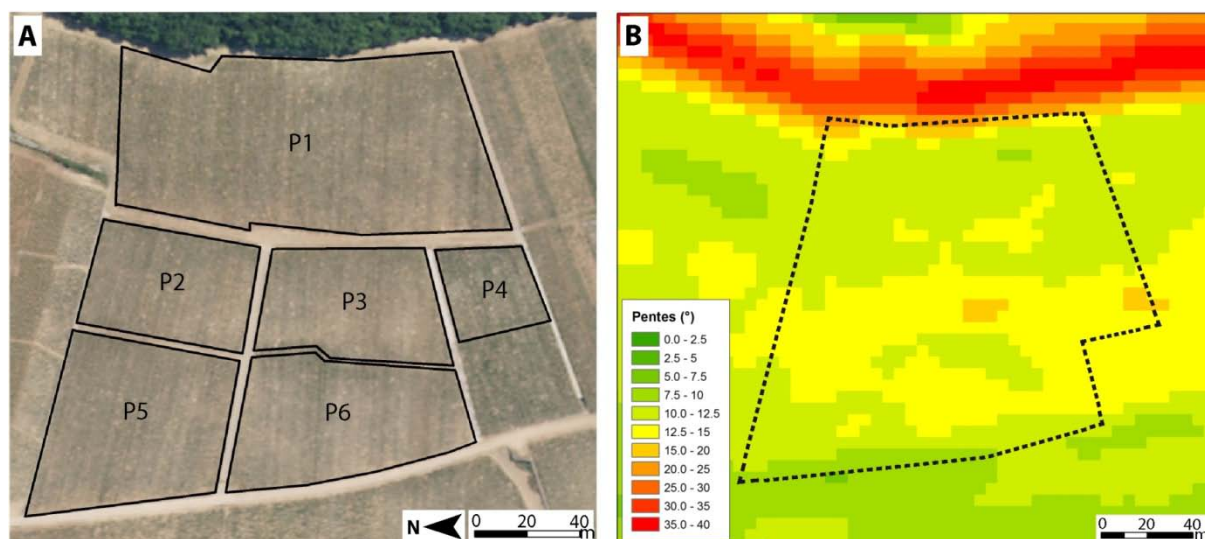 A
P1
P2
P3
P4
P5
P6
N
0 20 40
m
B
Pentes (°)
0.0 - 2.5
2.5 - 5
5.0 - 7.5
7.5 - 10
10.0 - 12.5
12.5 - 15
15.0 - 20
20.0 - 25
25.0 - 30
30.0 - 35
35.0 - 40
0 20 40
m